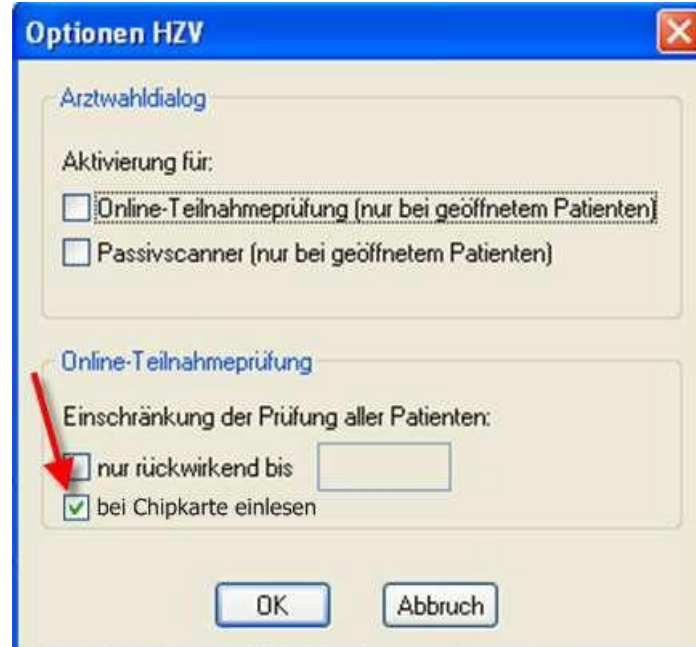 Optionen HZV
Arztwahldialog
Aktivierung für:
Online-Teilnahmeprüfung (nur bei geöffnetem Patienten)
Passivscanner (nur bei geöffnetem Patienten)
Online-Teilnahmeprüfung
Einschränkung der Prüfung aller Patienten:
nur rückwirkend bis
bei Chipkarte einlesen
OK Abbruch